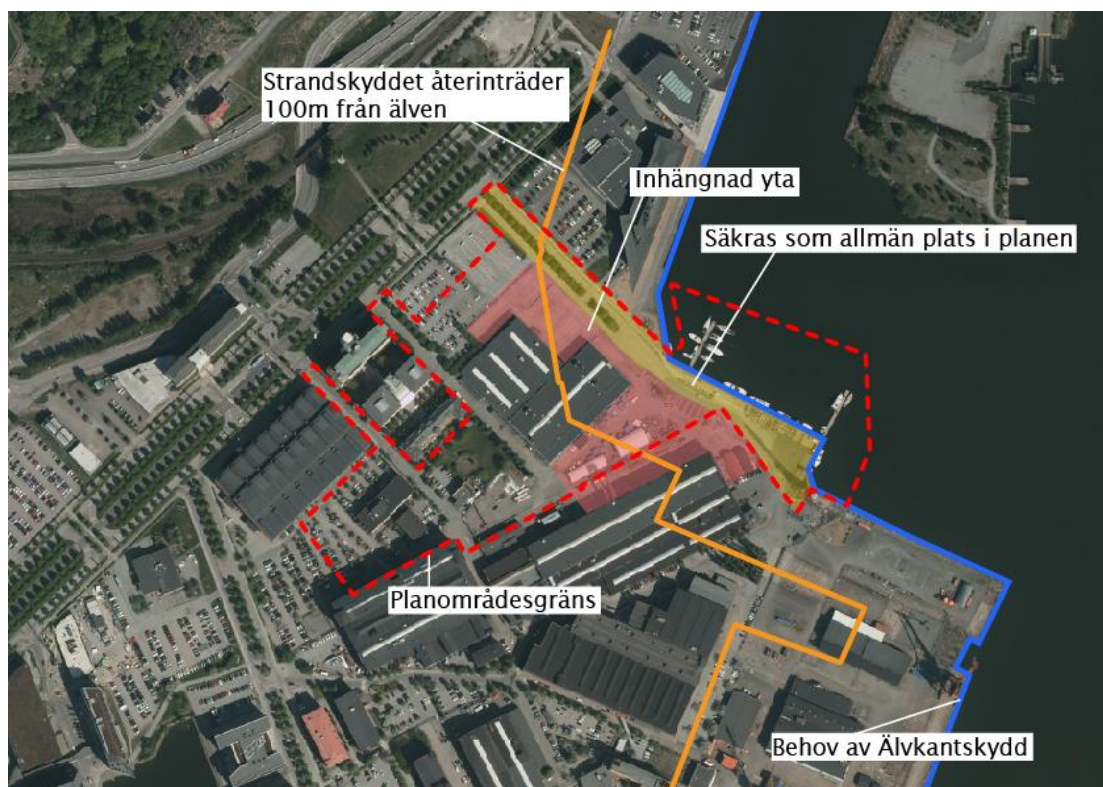 Strandskyddet återinträder
100m från älven
Inhängnad yta
Säkras som allmän plats i planen
Planområdesgräns
Behov av Älvkantskydd